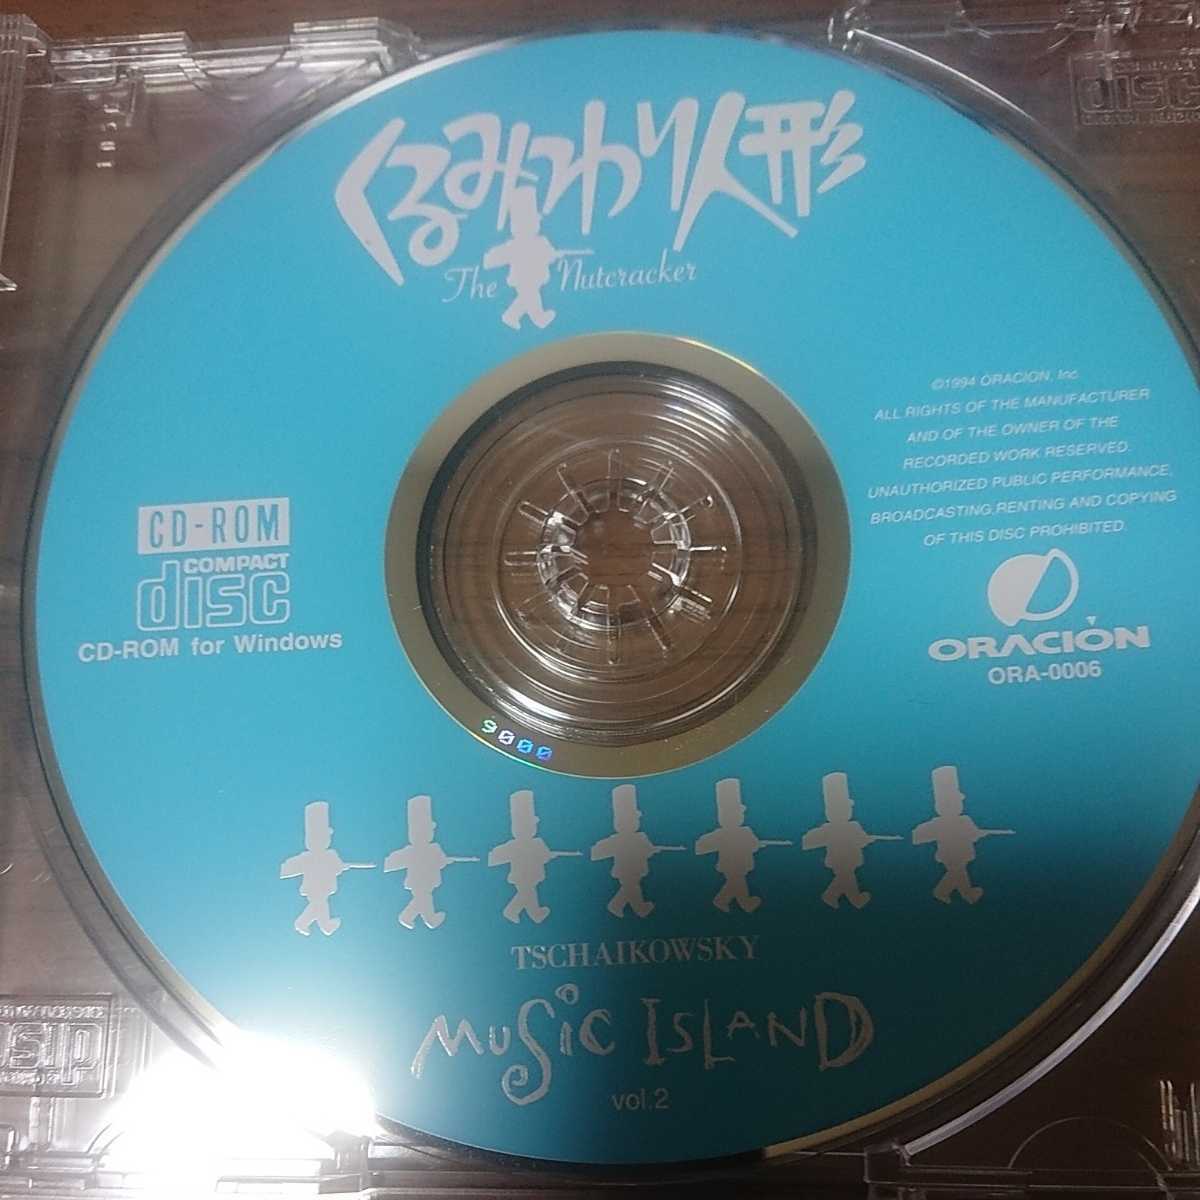 くるみわり人形
The Nutcracker
©1994 ORACION, Inc.
ALL RIGHTS OF THE MANUFACTURER
AND OF THE OWNER OF THE
RECORDED WORK RESERVED.
UNAUTHORIZED PUBLIC PERFORMANCE,
BROADCASTING,RENTING AND COPYING
OF THIS DISC PROHIBITED.
CD-ROM
COMPACT
disc
CD-ROM for Windows
ORACIÓN
ORA-0006
9000
TSCHAIKOWSKY
MUSIC ISLAND
vol.2
disc